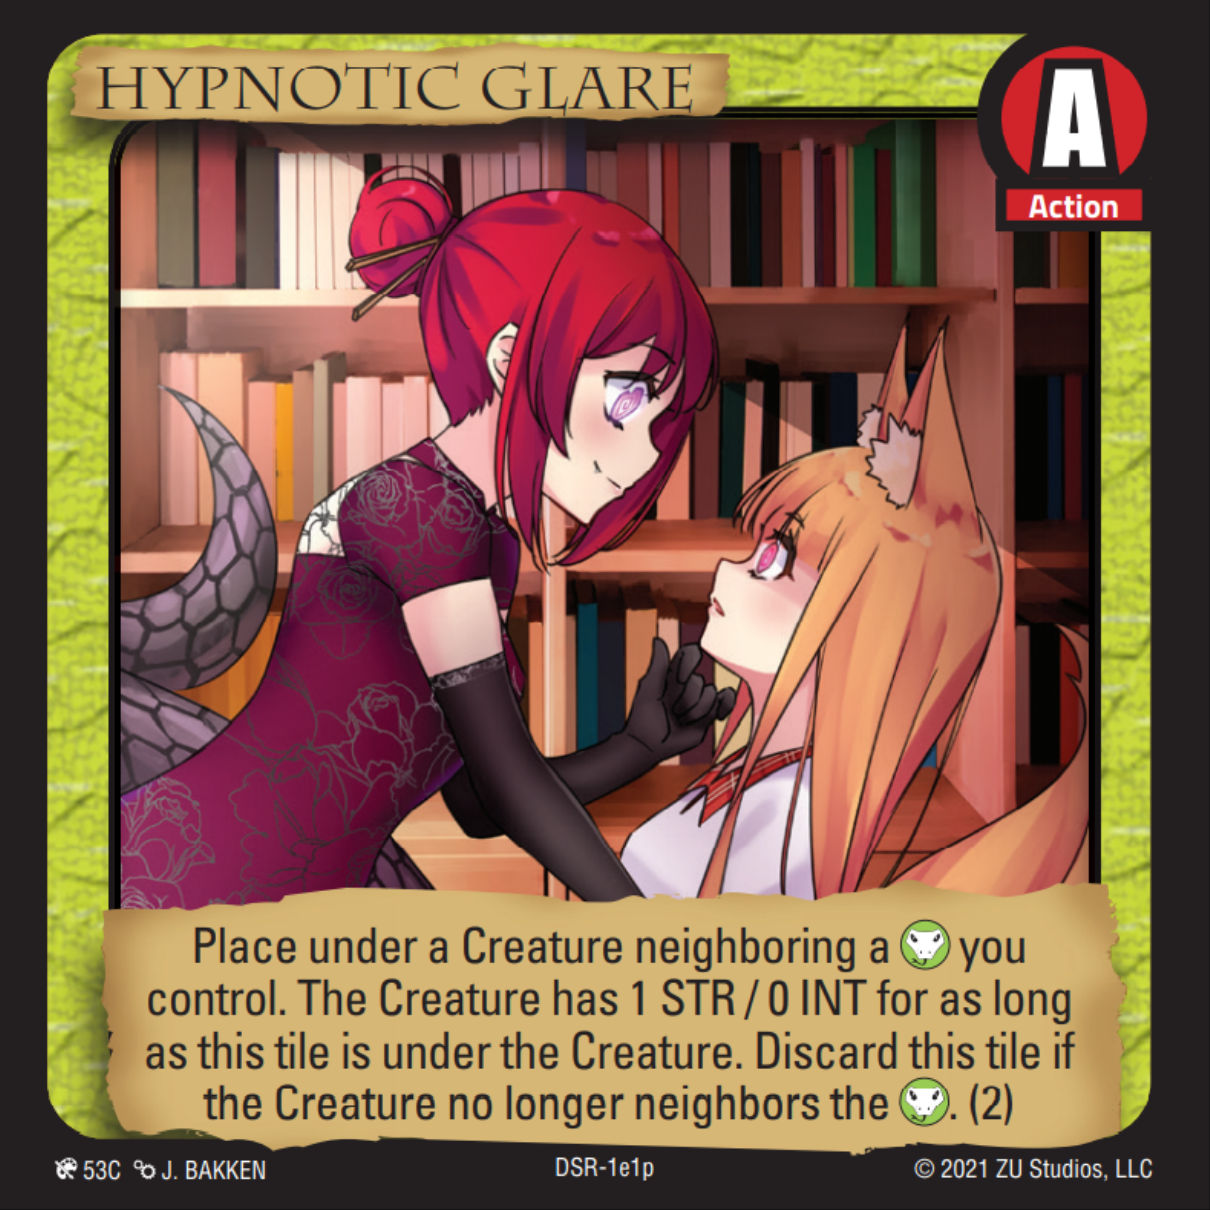 HYPNOTIC GLARE
A
Action
Place under a Creature neighboring a you
control. The Creature has 1 STR / 0 INT for as long
as this tile is under the Creature. Discard this tile if
the Creature no longer neighbors the . (2)
53C J. BAKKEN DSR-1e1p © 2021 ZU Studios, LLC